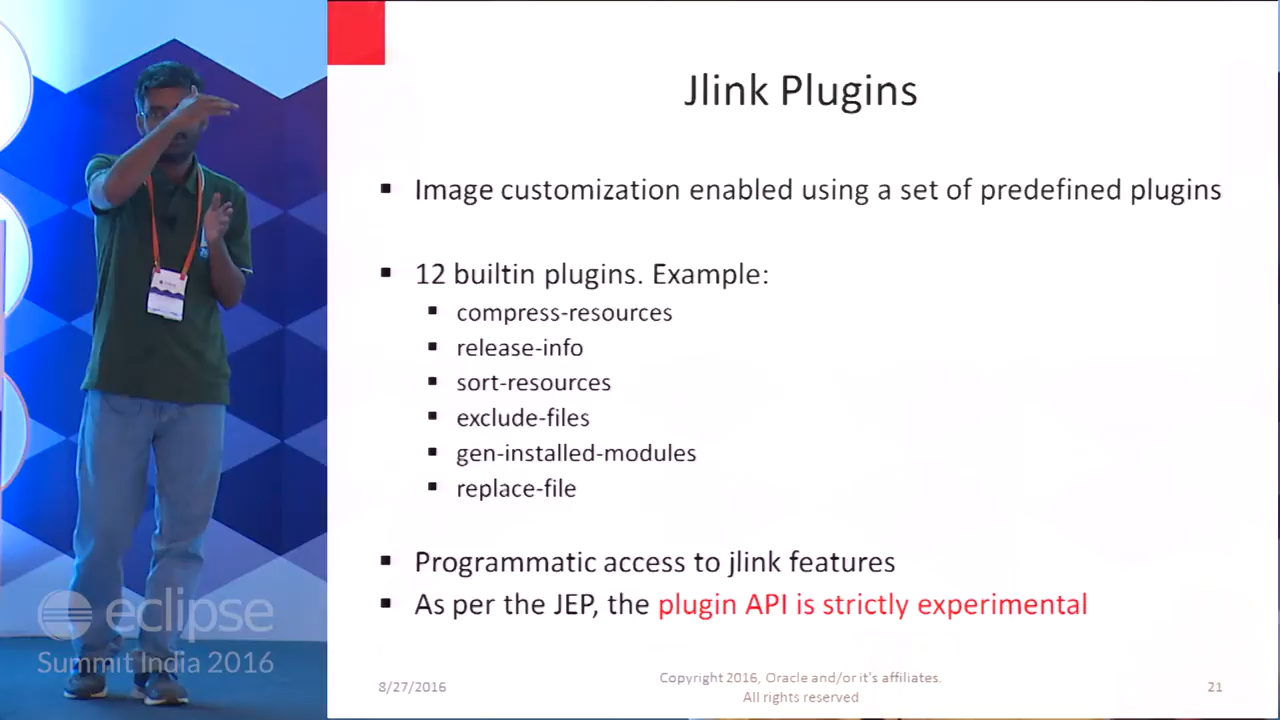 Jlink Plugins
Image customization enabled using a set of predefined plugins
12 builtin plugins. Example:
compress-resources
release-info
sort-resources
exclude-files
gen-installed-modules
replace-file
Programmatic access to jlink features
As per the JEP, the plugin API is strictly experimental
8/27/2016
Copyright 2016, Oracle and/or it's affiliates.
All rights reserved
21
eclipse
Summit India 2016